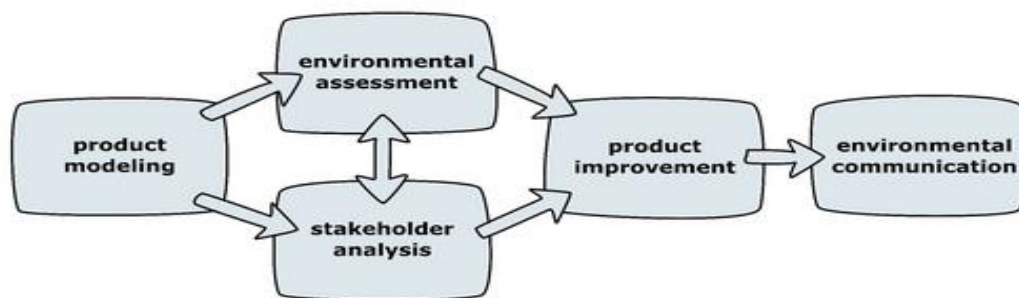 product
modeling
environmental
assessment
stakeholder
analysis
product
improvement
environmental
communication